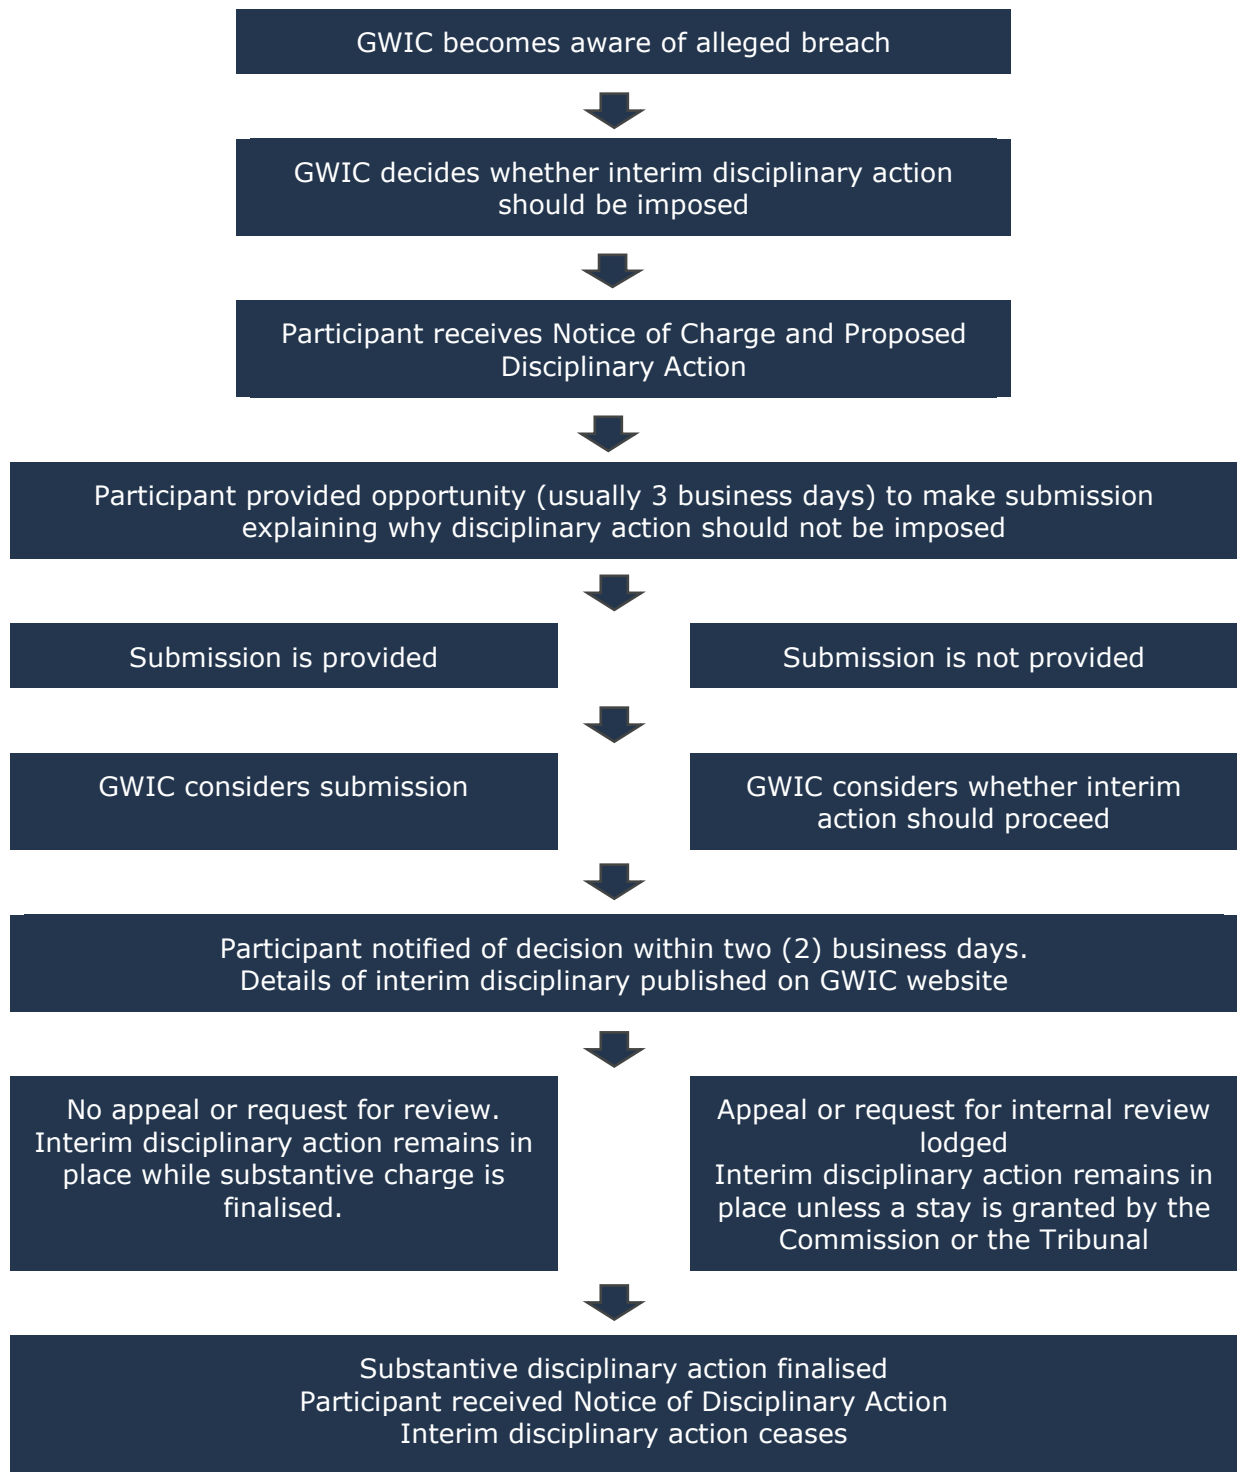 GWIC becomes aware of alleged breach
GWIC decides whether interim disciplinary action
should be imposed
Participant receives Notice of Charge and Proposed
Disciplinary Action
Participant provided opportunity (usually 3 business days) to make submission
explaining why disciplinary action should not be imposed
Submission is provided
Submission is not provided
GWIC considers submission
GWIC considers whether interim
action should proceed
Participant notified of decision within two (2) business days.
Details of interim disciplinary published on GWIC website
No appeal or request for review.
Interim disciplinary action remains in
place while substantive charge is
finalised.
Appeal or request for internal review
lodged
Interim disciplinary action remains in
place unless a stay is granted by the
Commission or the Tribunal
Substantive disciplinary action finalised
Participant received Notice of Disciplinary Action
Interim disciplinary action ceases